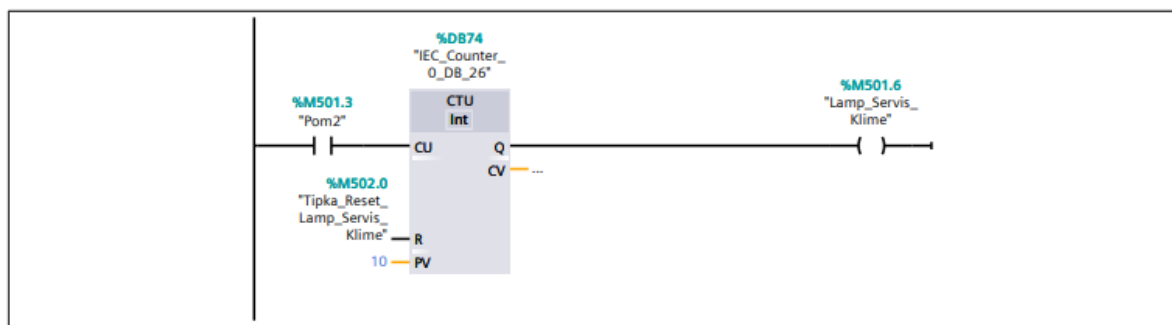 %DB74
"IEC_Counter_
0_DB_26"
%M501.3
"Pom2"
CTU
Int
%M501.6
"Lamp_Servis_
Klime"
CU
Q
CV
...
%M502.0
"Tipka_Reset_
Lamp_Servis_
Klime"
R
10
PV